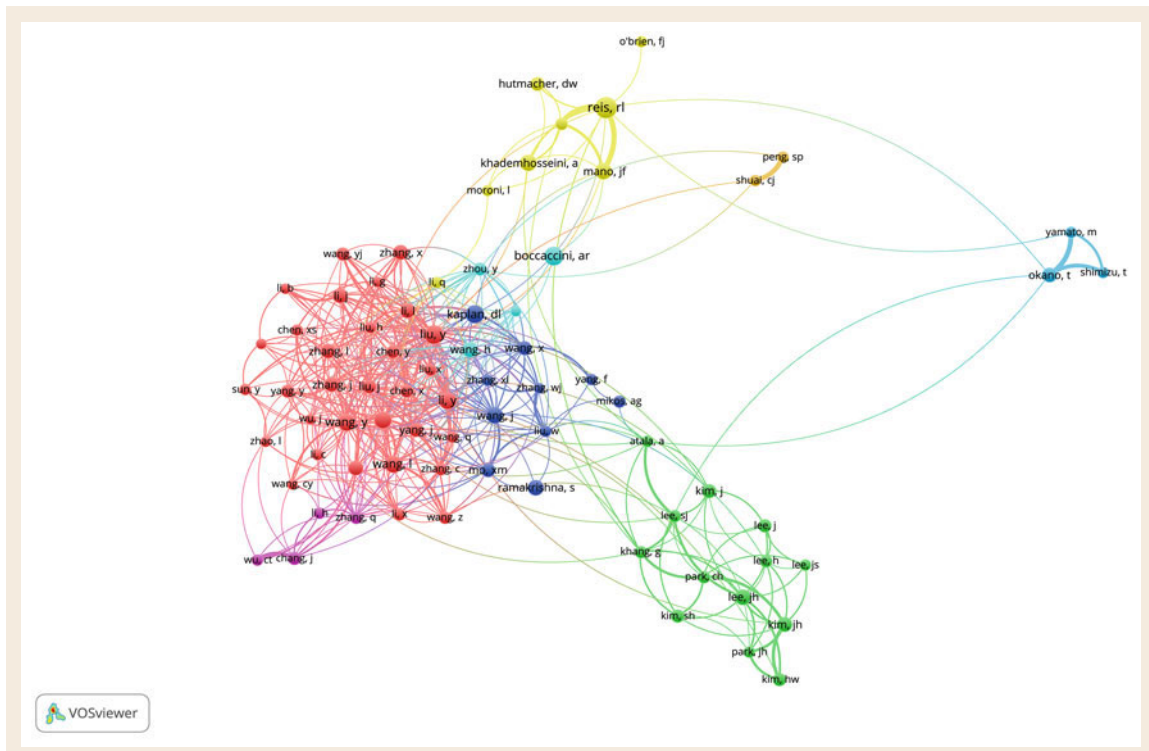 o'brien, fj
hutmacher, dw
reis, rl
peng, sp
khademhosseini, a
mano, jf
shuai, cj
moroni, l
yamato, m
wang, yj
zhang, x
boccaccini, ar
zhou, y
okano, t
shimizu, t
li, g
li, q
li, b
li, j
li, l
kaplan, dl
chen, xs
liu, h
liu, y
zhang, l
chen, y
wang, h
wang, x
liu, x
sun, y
yang, y
zhang, j
liu, j
chen, x
zhang, xl
zhang, wj
yang, f
li, y
mikos, ag
wu, j
wang, y
wang, j
yang, j
wang, q
liu, w
zhao, l
atala, a
li, c
wang, l
zhang, c
mo, xm
wang, cy
ramakrishna, s
kim, j
li, h
zhang, q
li, x
wang, z
lee, sj
lee, j
wu, ct
chang, j
khang, g
lee, h
lee, js
park, ch
lee, jh
kim, sh
kim, jh
park, jh
kim, hw
VOSviewer